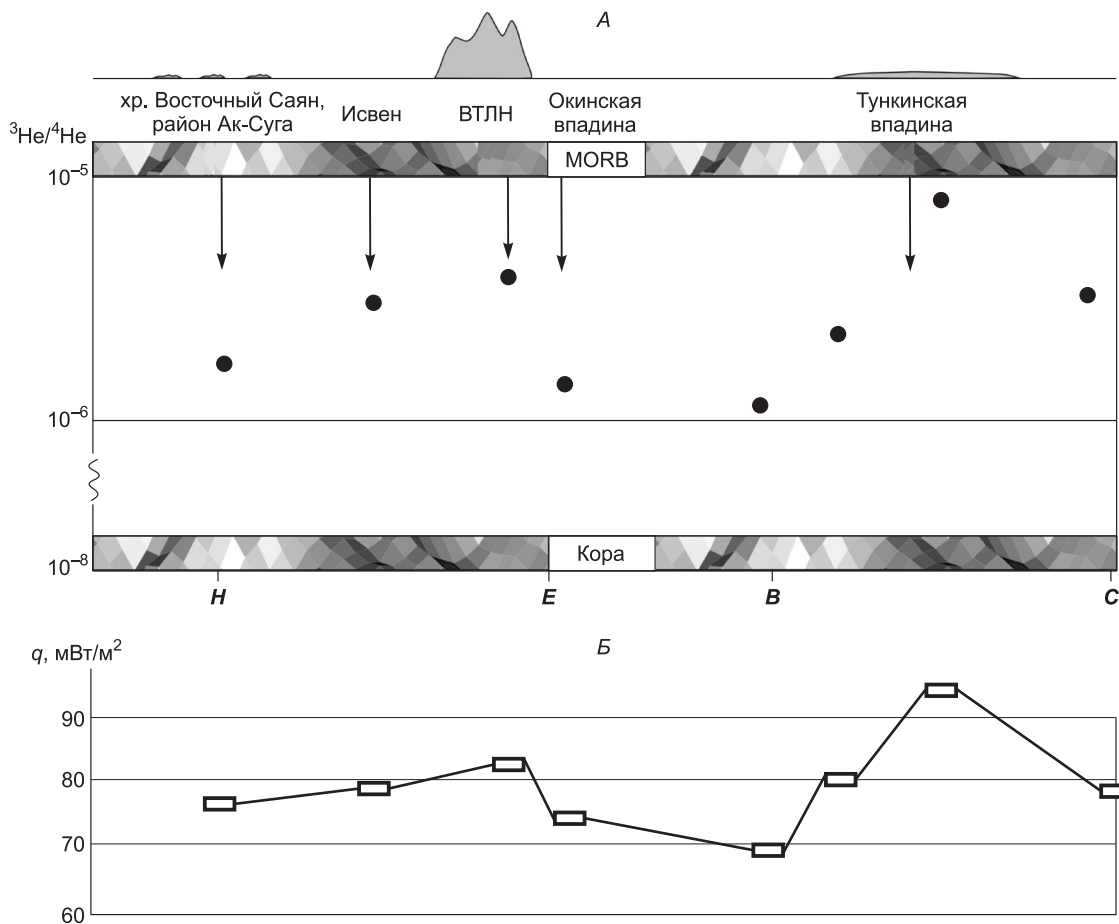 А
хр. Восточный Саян,
район Ак-Суга
Исвен
ВТЛН
Окинская
впадина
Тункинская
впадина
³He/⁴He
MORB
10⁻⁵
10⁻⁶
Кора
10⁻⁸
H E B C
q, мВт/м²
Б
90
80
70
60